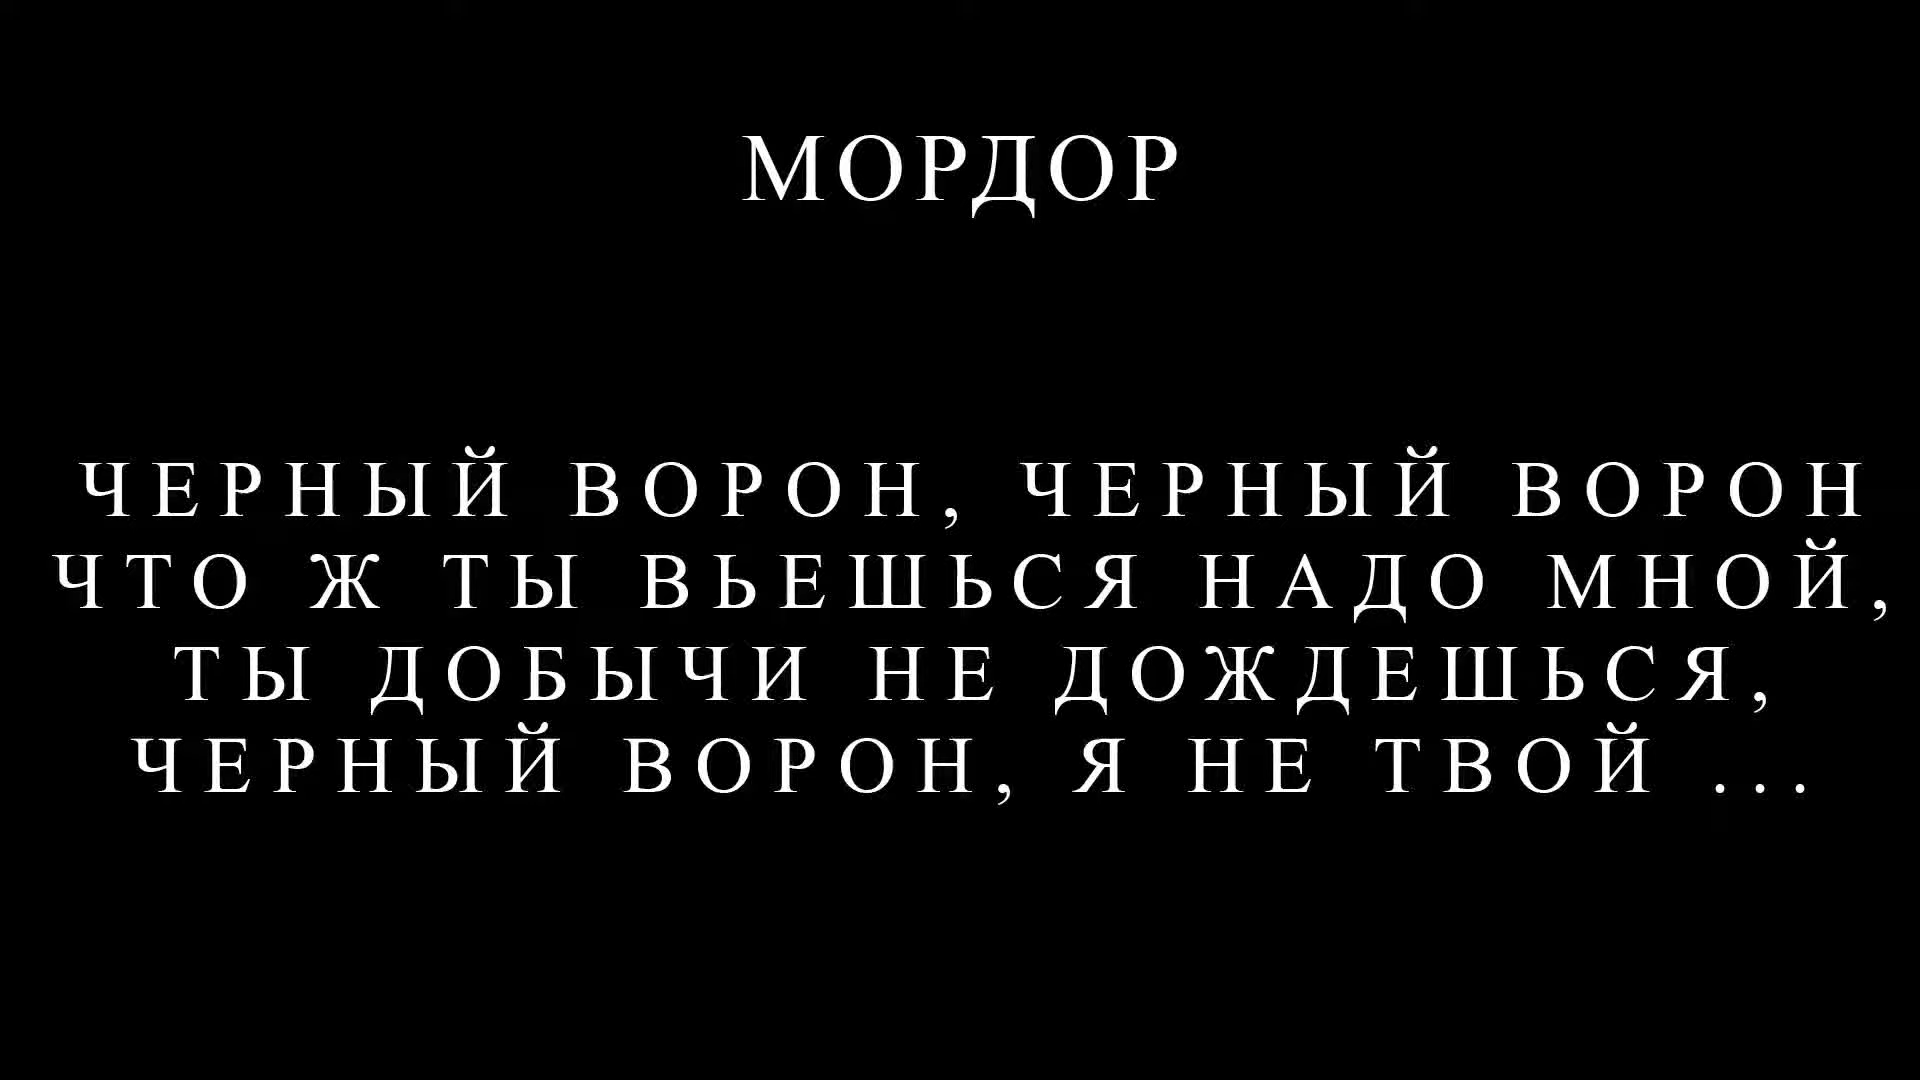 МОРДОР
ЧЕРНЫЙ ВОРОН, ЧЕРНЫЙ ВОРОН
ЧТО Ж ТЫ ВЬЕШЬСЯ НАДО МНОЙ,
ТЫ ДОБЫЧИ НЕ ДОЖДЕШЬСЯ,
ЧЕРНЫЙ ВОРОН, Я НЕ ТВОЙ ...